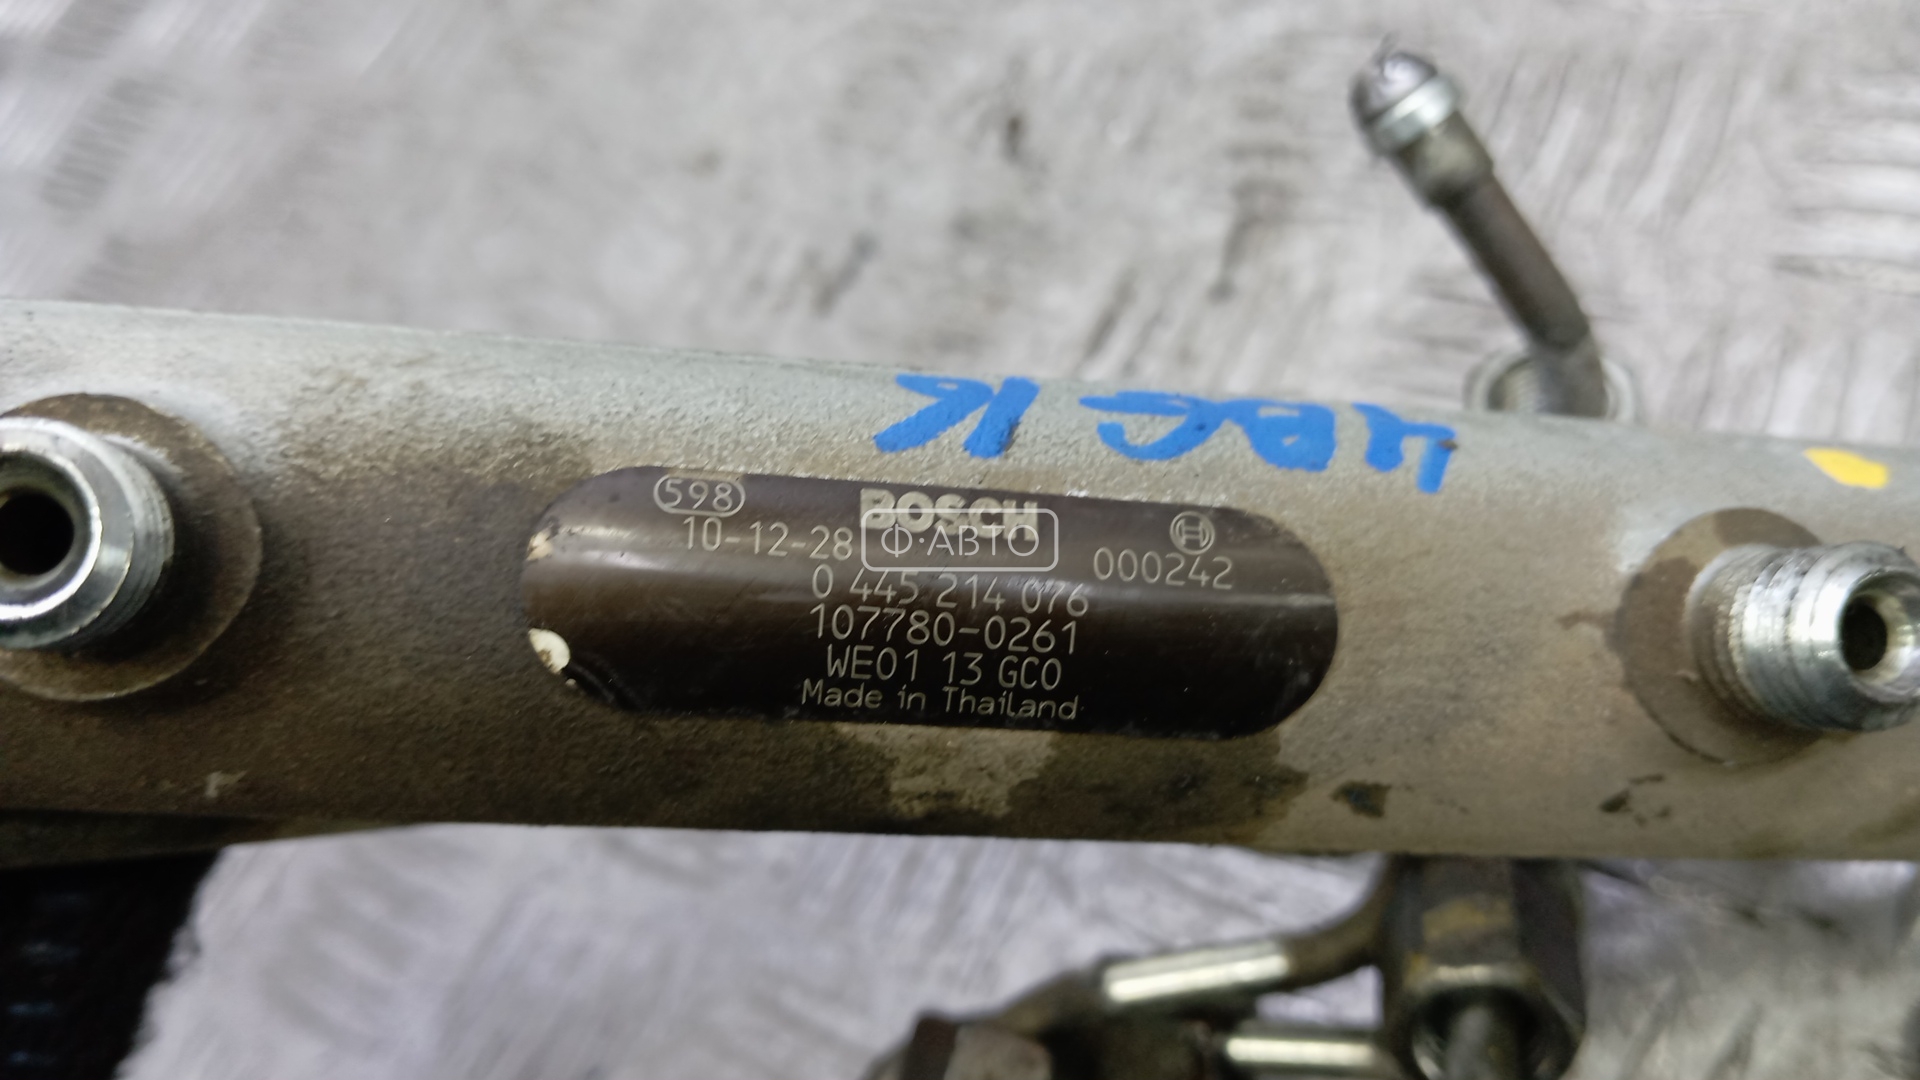 598
BOSCH
10-12-28
Ф·АВТО
000242
0 445 214 076
107780-0261
WE01 13 GC0
Made in Thailand